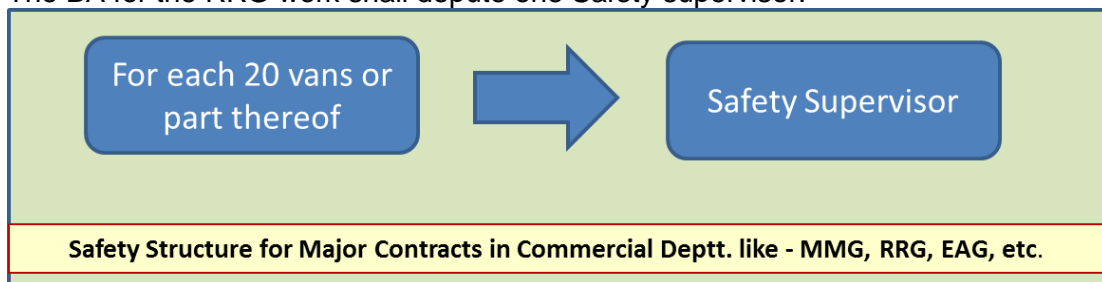 The BA for the RRG work shall depute one Safety supervisor.
For each 20 vans or
part thereof
Safety Supervisor
Safety Structure for Major Contracts in Commercial Deptt. like - MMG, RRG, EAG, etc.